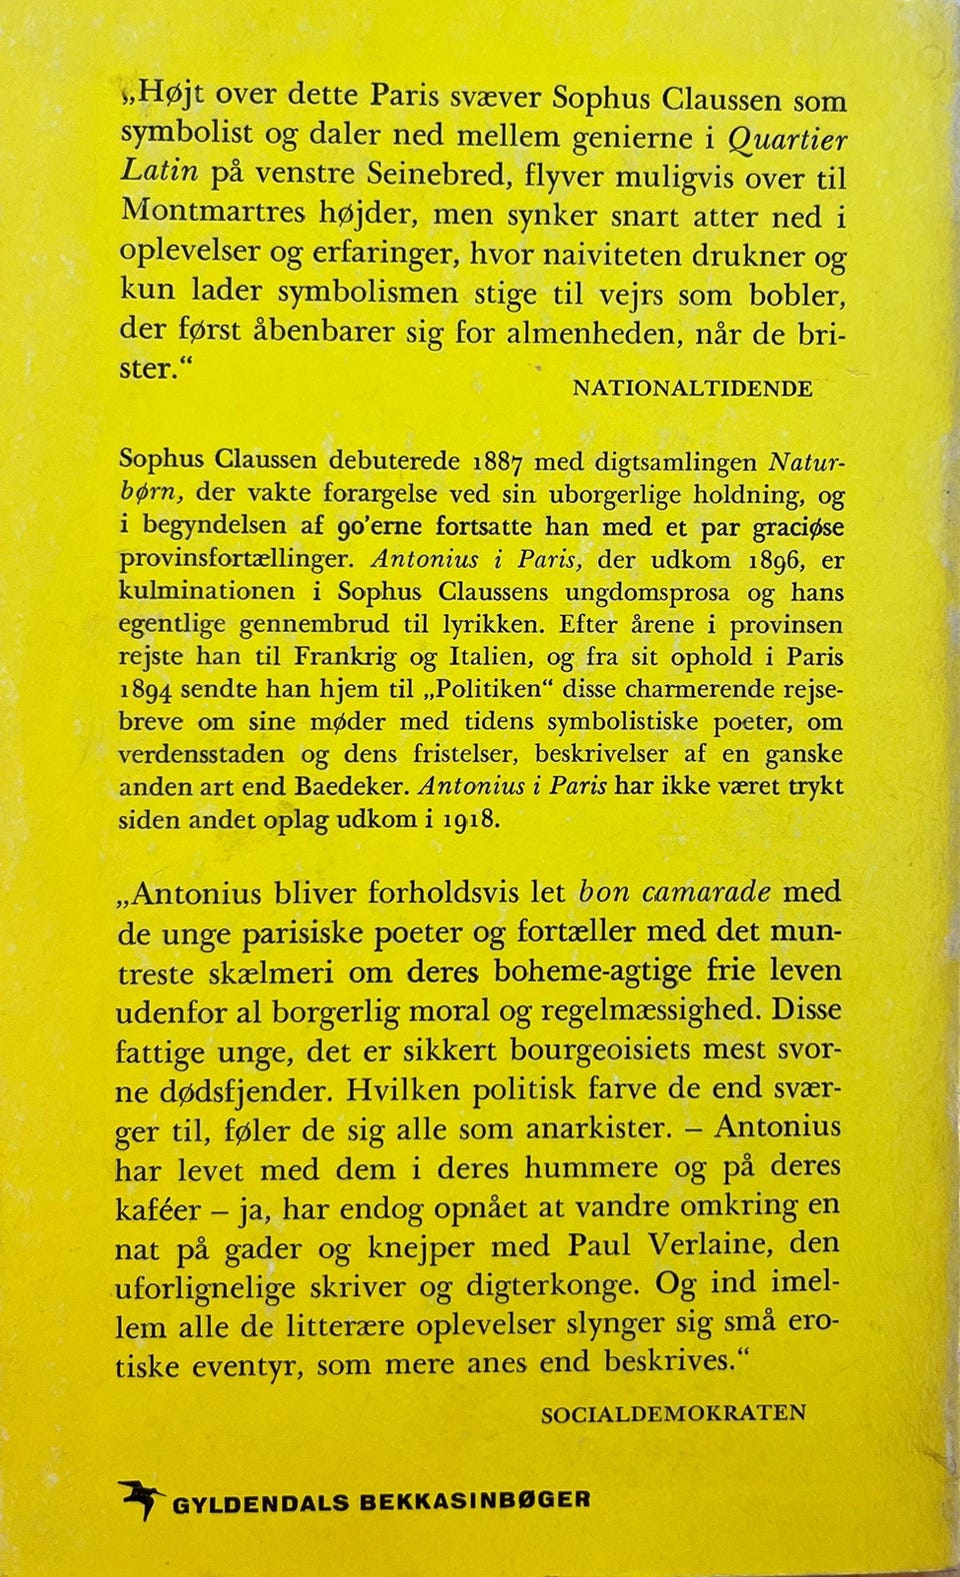 „Højt over dette Paris svæver Sophus Claussen som
symbolist og daler ned mellem genierne i Quartier
Latin på venstre Seinebred, flyver muligvis over til
Montmartres højder, men synker snart atter ned i
oplevelser og erfaringer, hvor naiviteten drukner og
kun lader symbolismen stige til vejrs som bobler,
der først åbenbarer sig for almenheden, når de bri-
ster.“
NATIONALTIDENDE
Sophus Claussen debuterede 1887 med digtsamlingen Natur-
børn, der vakte forargelse ved sin uborgerlige holdning, og
i begyndelsen af 90’erne fortsatte han med et par graciøse
provinsfortællinger. Antonius i Paris, der udkom 1896, er
kulminationen i Sophus Claussens ungdomsprosa og hans
egentlige gennembrud til lyrikken. Efter årene i provinsen
rejste han til Frankrig og Italien, og fra sit ophold i Paris
1894 sendte han hjem til „Politiken“ disse charmerende rejse-
breve om sine møder med tidens symbolistiske poeter, om
verdensstaden og dens fristelser, beskrivelser af en ganske
anden art end Baedeker. Antonius i Paris har ikke været trykt
siden andet oplag udkom i 1918.
„Antonius bliver forholdsvis let bon camarade med
de unge parisiske poeter og fortæller med det mun-
treste skælmeri om deres boheme-agtige frie leven
udenfor al borgerlig moral og regelmæssighed. Disse
fattige unge, det er sikkert bourgeoisiets mest svor-
ne dødsfjender. Hvilken politisk farve de end svær-
ger til, føler de sig alle som anarkister. – Antonius
har levet med dem i deres hummere og på deres
kaféer – ja, har endog opnået at vandre omkring en
nat på gader og knejper med Paul Verlaine, den
uforlignelige skriver og digterkonge. Og ind imel-
lem alle de litterære oplevelser slynger sig små ero-
tiske eventyr, som mere anes end beskrives.“
SOCIALDEMOKRATEN
GYLDENDALS BEKKASINBØGER